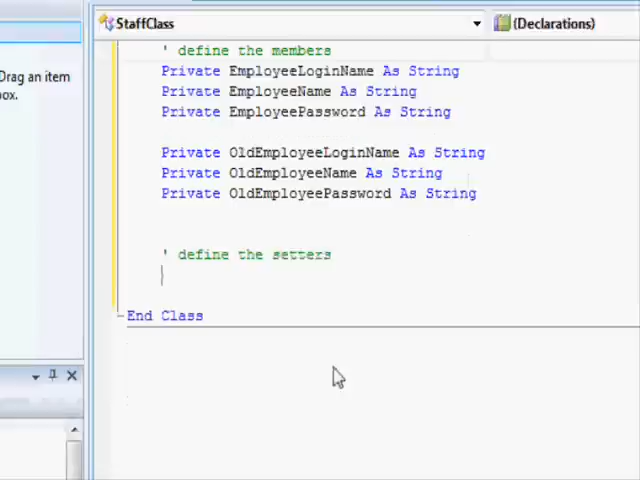 StaffClass
(Declarations)
Drag an item
box.
' define the members
Private EmployeeLoginName As String
Private EmployeeName As String
Private EmployeePassword As String
Private OldEmployeeLoginName As String
Private OldEmployeeName As String
Private OldEmployeePassword As String
' define the setters
End Class